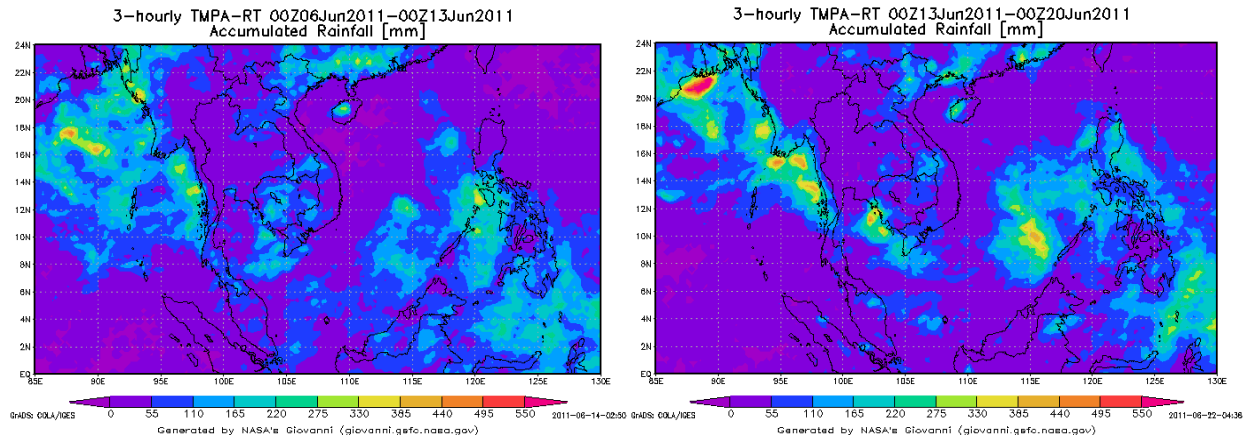 3-hourly TMPA-RT 00Z06Jun2011-00Z13Jun2011
Accumulated Rainfall [mm]
24N
22N
20N
18N
16N
14N
12N
10N
8N
6N
4N
2N
EQ
85E 90E 95E 100E 105E 110E 115E 120E 125E 130E
GrADS: COLA/IGES
0 55 110 165 220 275 330 385 440 495 550
2011-06-14-02:50
Generated by NASA's Giovanni (giovanni.gsfc.nasa.gov)
3-hourly TMPA-RT 00Z13Jun2011-00Z20Jun2011
Accumulated Rainfall [mm]
24N
22N
20N
18N
16N
14N
12N
10N
8N
6N
4N
2N
EQ
85E 90E 95E 100E 105E 110E 115E 120E 125E 130E
GrADS: COLA/IGES
0 55 110 165 220 275 330 385 440 495 550
2011-06-22-04:36
Generated by NASA's Giovanni (giovanni.gsfc.nasa.gov)